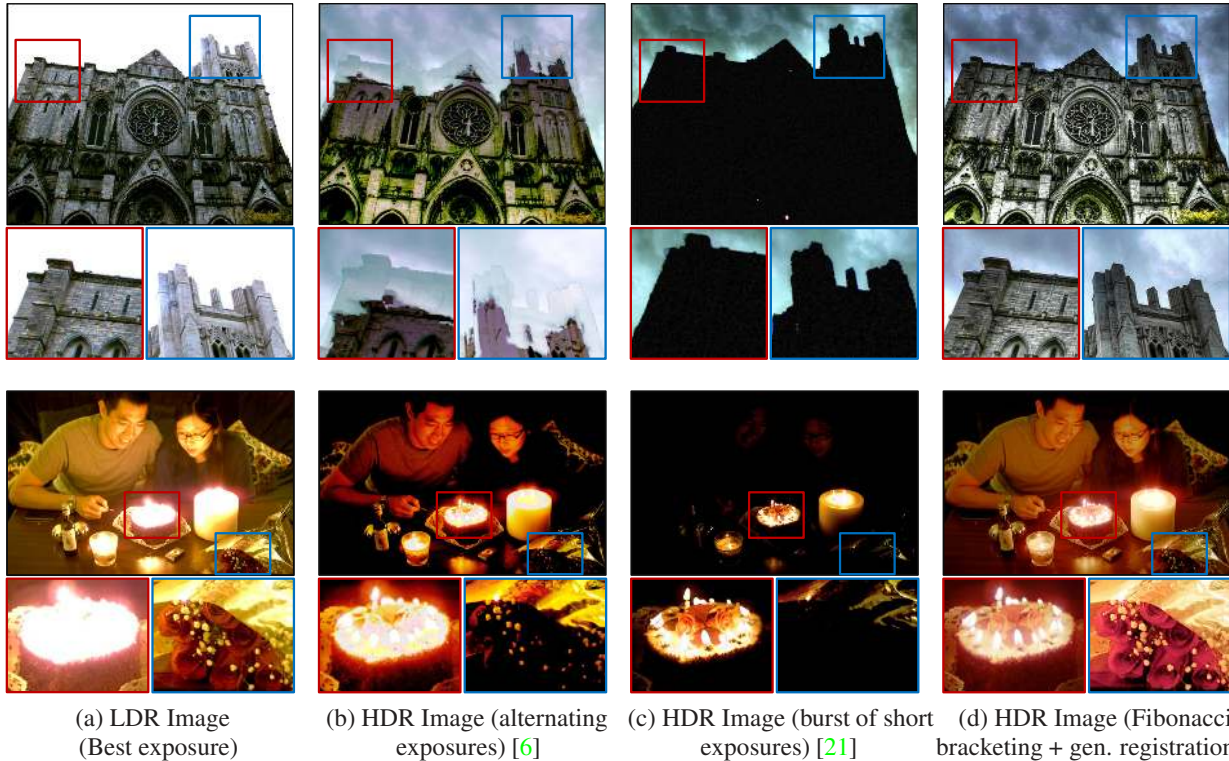 (a) LDR Image
(Best exposure)
(b) HDR Image (alternating
exposures) [6]
(c) HDR Image (burst of short
exposures) [21]
(d) HDR Image (Fibonacci
bracketing + gen. registration